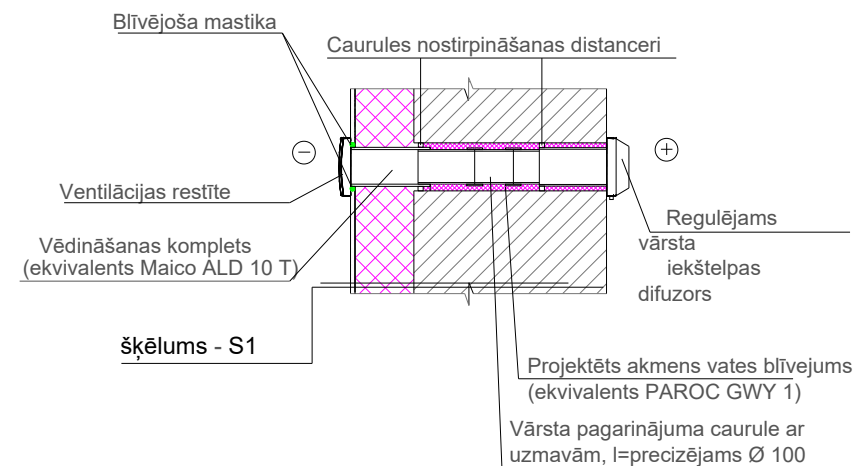 Blīvējoša mastika
Caurules nostirpināšanas distanceri
Ventilācijas restīte
Vēdināšanas komplets
(ekvivalents Maico ALD 10 T)
Regulējams
vārsta
iekštelpas
difuzors
šķēlums - S1
Projektēts akmens vates blīvejums
(ekvivalents PAROC GWY 1)
Vārsta pagarinājuma caurule ar
uzmavām, l=precizējams Ø 100